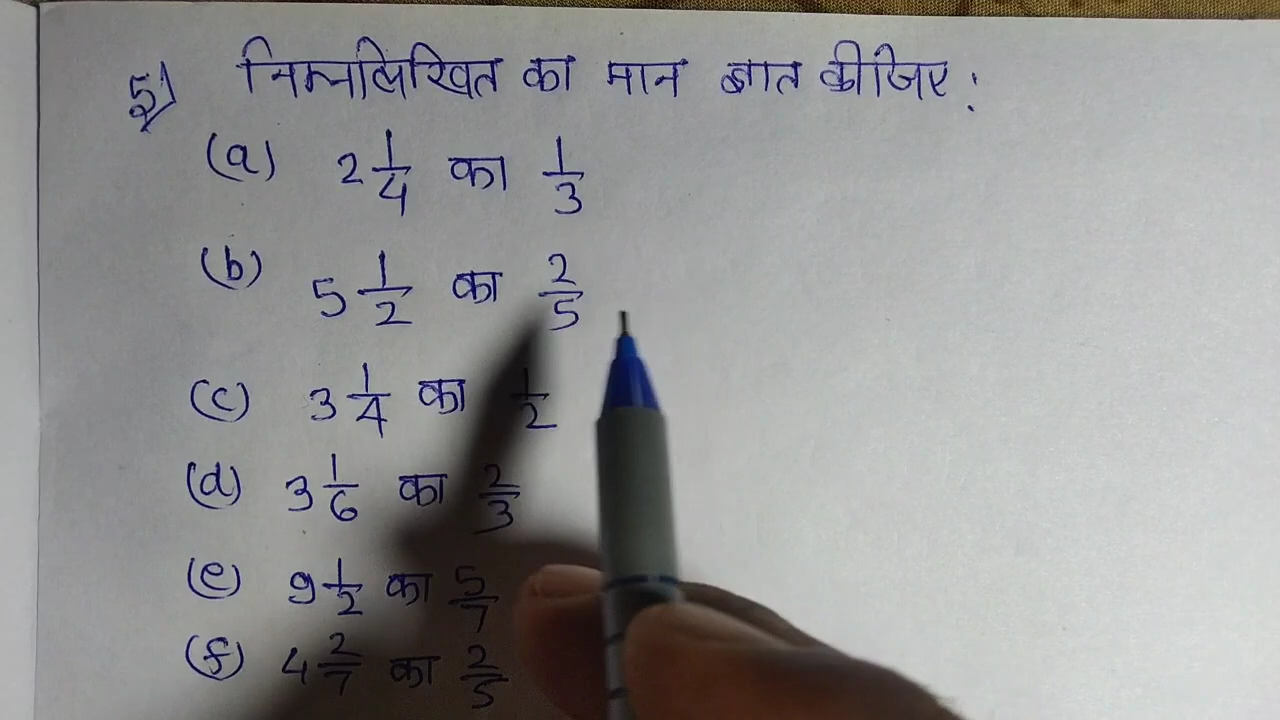 5) निम्नलिखित का मान ज्ञात कीजिए :
(a) 2 1/4 का 1/3
(b) 5 1/2 का 2/5
(c) 3 1/4 का 1/2
(d) 3 1/6 का 2/3
(e) 9 1/2 का 5/7
(f) 4 2/7 का 2/5